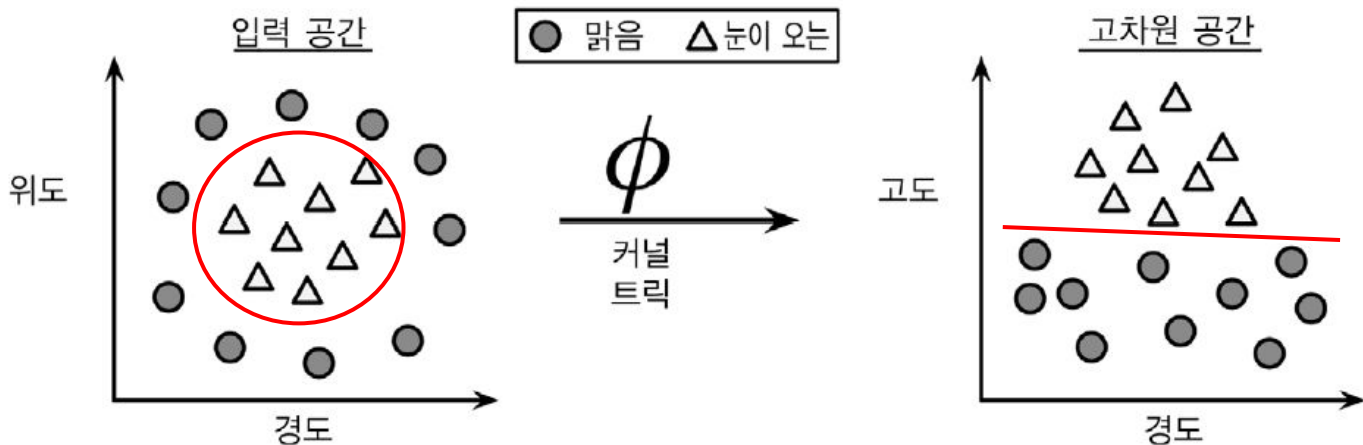 입력 공간
맑음 눈이 오는
고차원 공간
위도
ϕ
커널
트릭
경도
고도
경도